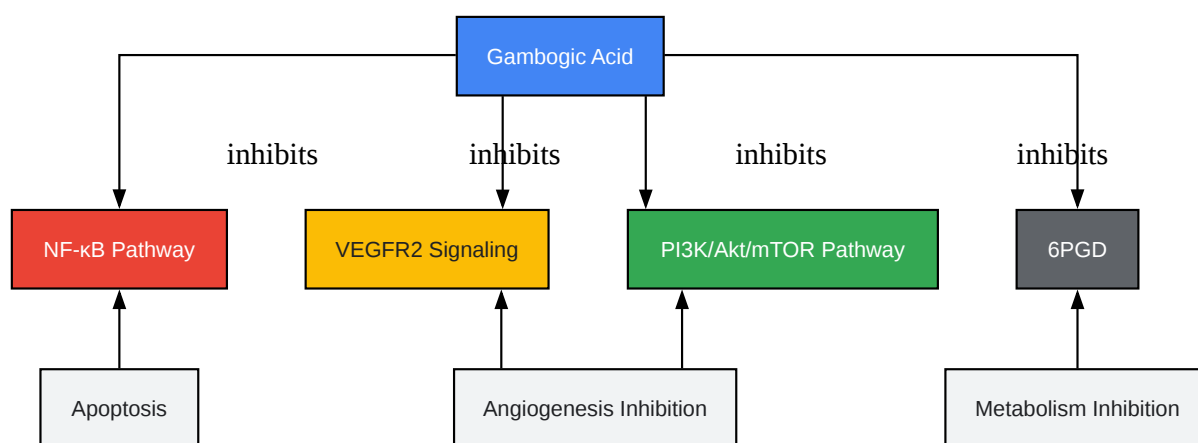 Gambogic Acid
inhibits
inhibits
inhibits
inhibits
NF-κB Pathway
VEGFR2 Signaling
PI3K/Akt/mTOR Pathway
6PGD
Apoptosis
Angiogenesis Inhibition
Metabolism Inhibition